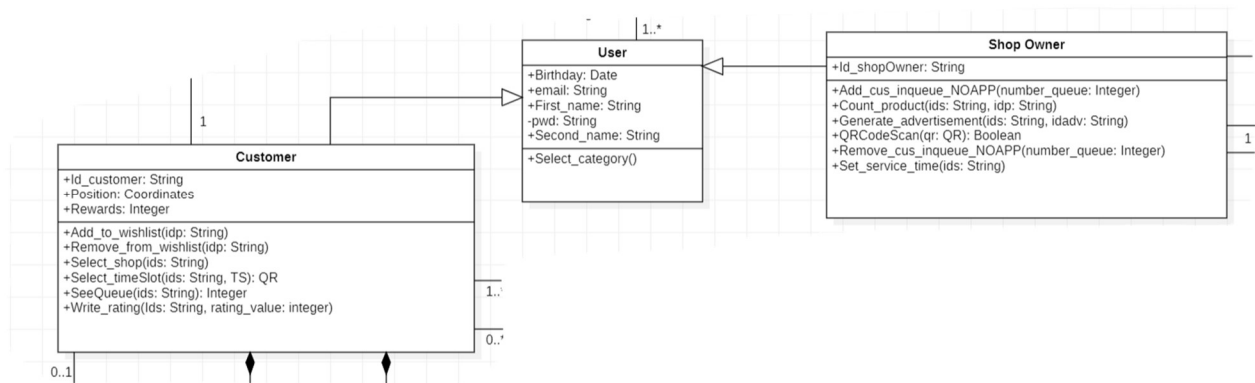 1..*
User
+Birthday: Date
+email: String
+First_name: String
-pwd: String
+Second_name: String
+Select_category()
Shop Owner
+Id_shopOwner: String
+Add_cus_inqueue_NOAPP(number_queue: Integer)
+Count_product(ids: String, idp: String)
+Generate_advertisement(ids: String, idadv: String)
+QRCodeScan(qr: QR): Boolean
+Remove_cus_inqueue_NOAPP(number_queue: Integer)
+Set_service_time(ids: String)
1
1
Customer
+Id_customer: String
+Position: Coordinates
+Rewards: Integer
+Add_to_wishlist(idp: String)
+Remove_from_wishlist(idp: String)
+Select_shop(ids: String)
+Select_timeSlot(ids: String, TS): QR
+SeeQueue(ids: String): Integer
+Write_rating(Ids: String, rating_value: integer)
1..*
0..*
0..1